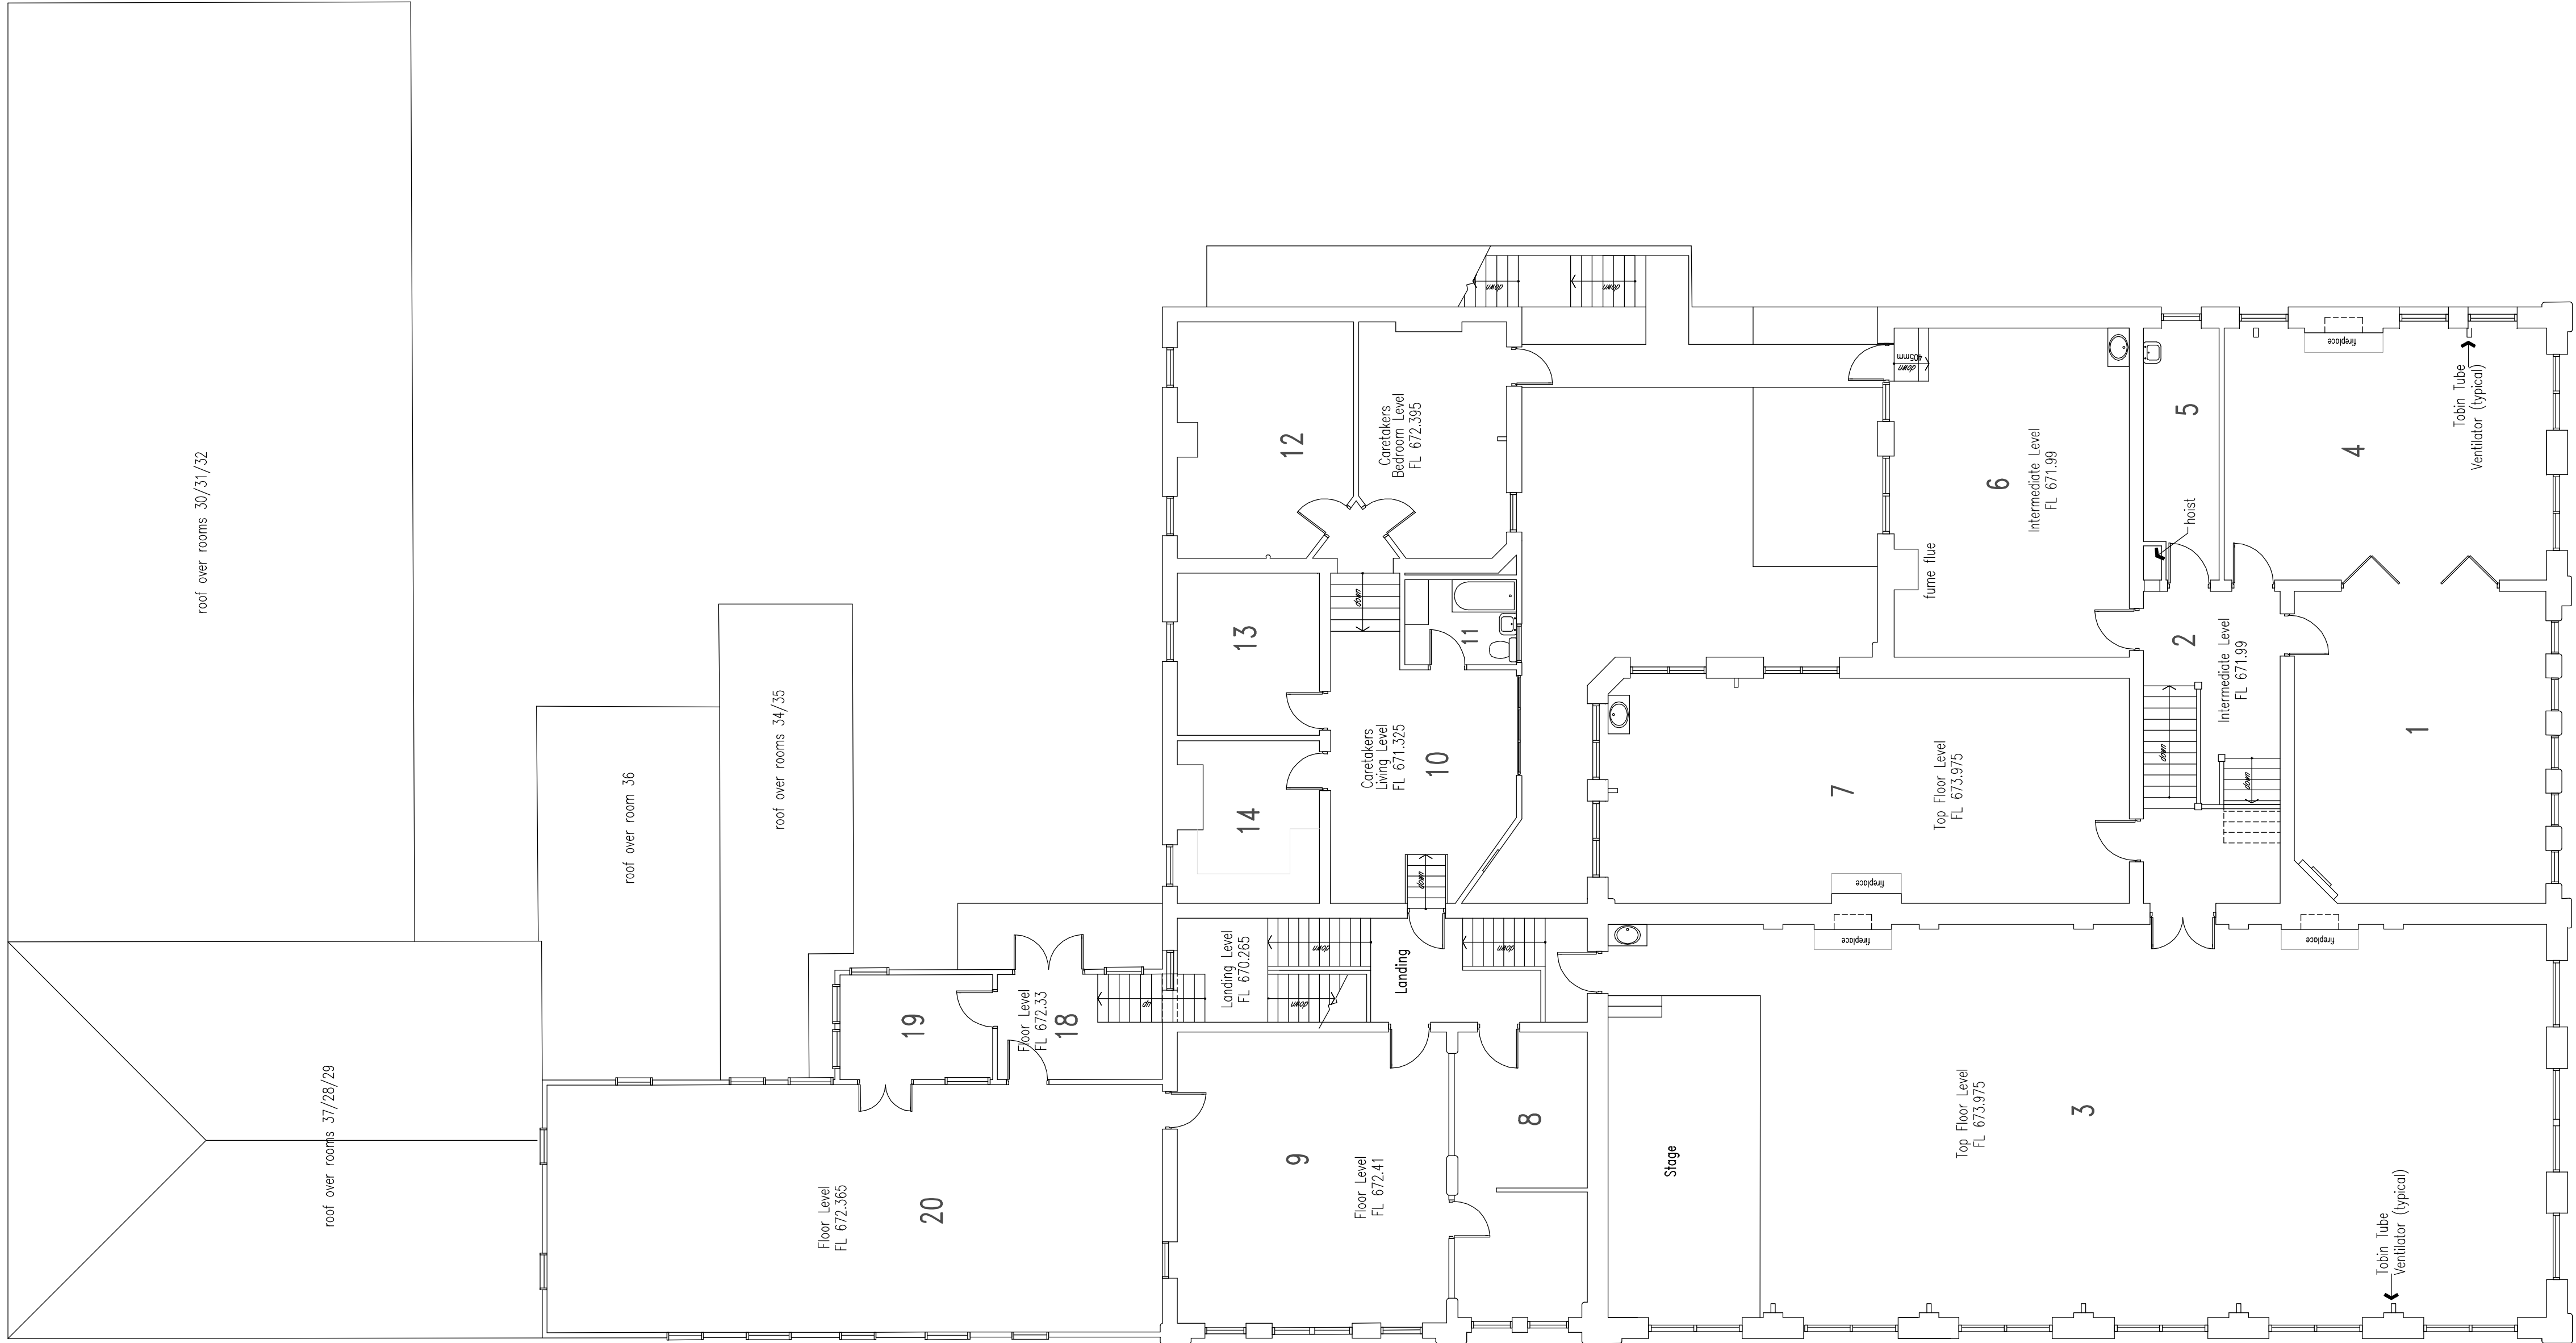 roof over rooms 30/31/32
roof over rooms 37/28/29
roof over room 36
roof over rooms 34/35
Floor Level
FL 672.365
20
19
Floor Level
FL 672.33
18
up
12
Caretakers
Bedroom Level
FL 672.395
13
14
down
11
Caretakers
Living Level
FL 671.325
10
down
down
down
Landing Level
FL 670.265
down
down
Landing
down
9
Floor Level
FL 672.41
8
Stage
405mm
down
6
Intermediate Level
FL 671.99
fume flue
7
Top Floor Level
FL 673.975
fireplace
fireplace
fireplace
Top Floor Level
FL 673.975
3
Tobin Tube
Ventilator (typical)
5
hoist
2
Intermediate Level
FL 671.99
down
down
fireplace
4
Tobin Tube
Ventilator (typical)
1